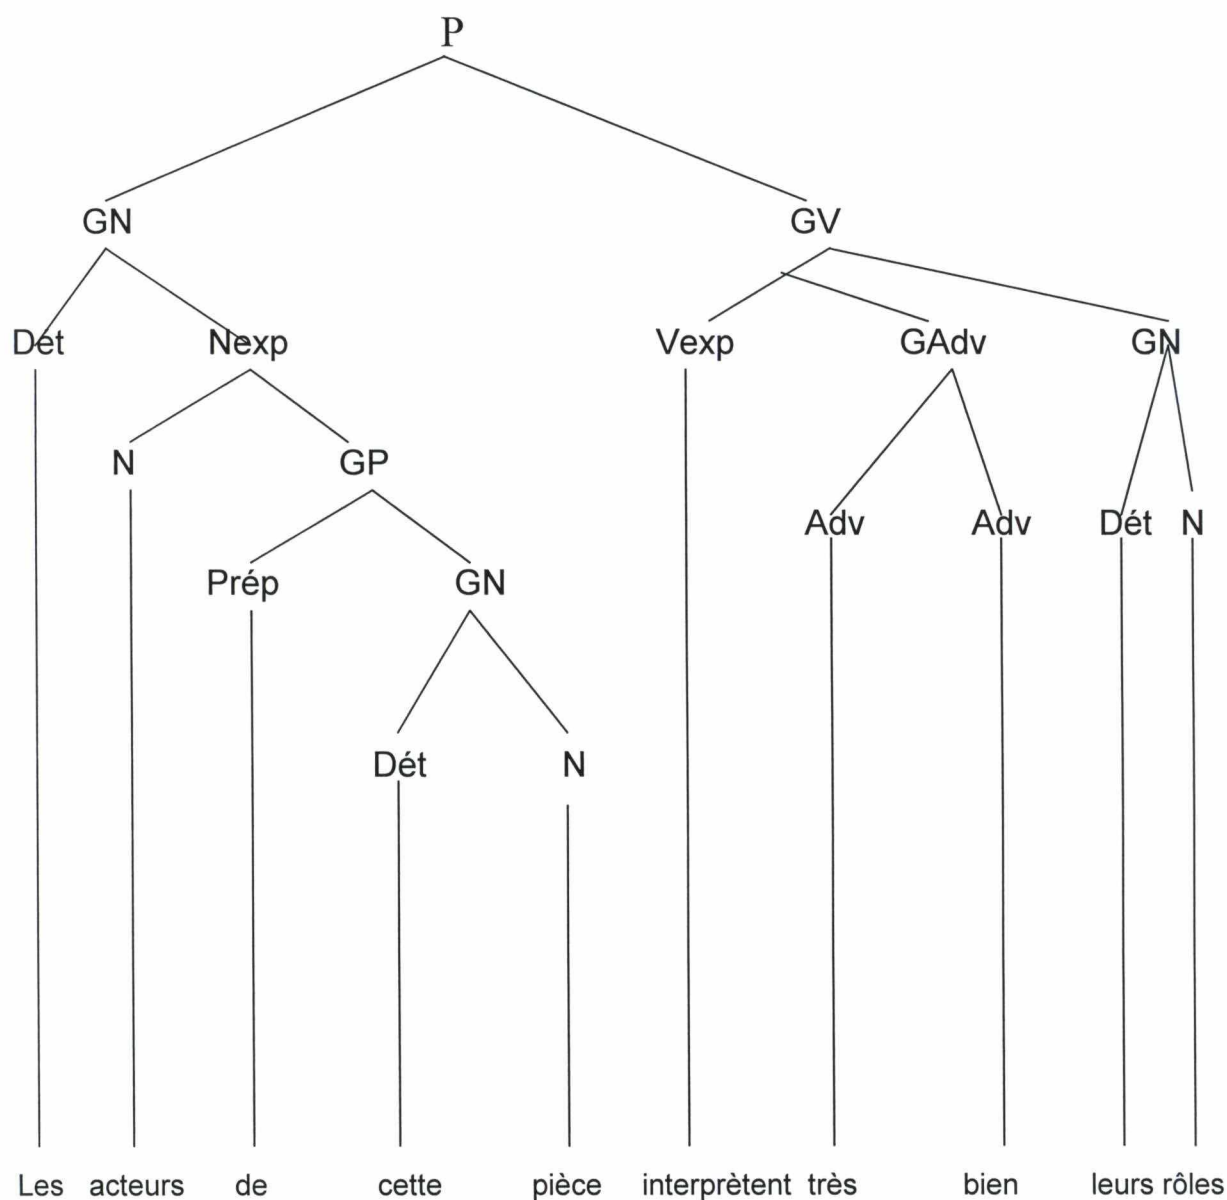 P
GN GV
Dét Nexp Vexp GAdv GN
N GP
Adv Adv Dét N
Prép GN
Dét N
Les acteurs de cette pièce interprètent très bien leurs rôles